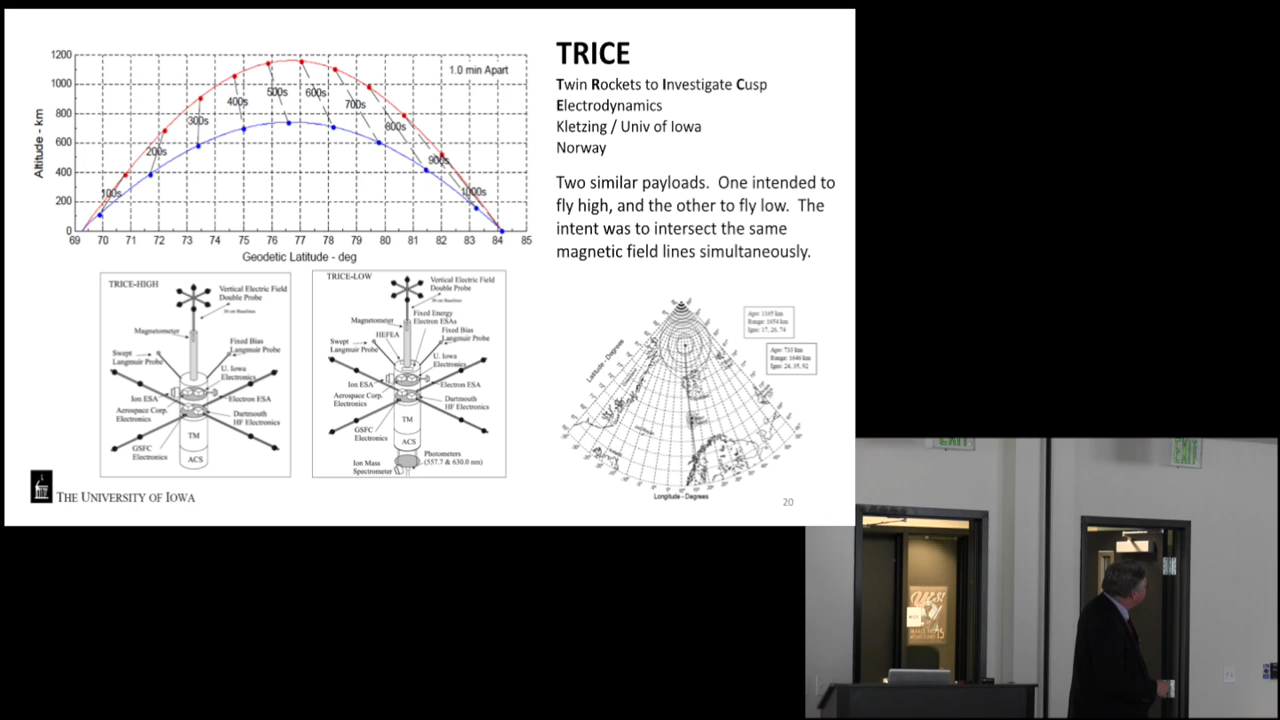 TRICE
Twin Rockets to Investigate Cusp
Electrodynamics
Kletzing / Univ of Iowa
Norway
Two similar payloads. One intended to
fly high, and the other to fly low. The
intent was to intersect the same
magnetic field lines simultaneously.
1200
1000
800
600
400
200
0
Altitude - km
1.0 min Apart
100s
200s
300s
400s
500s
600s
700s
800s
900s
1000s
69 70 71 72 73 74 75 76 77 78 79 80 81 82 83 84 85
Geodetic Latitude - deg
TRICE-HIGH
Vertical Electric Field
Double Probe
30 cm Baselines
Magnetometer
Swept
Langmuir Probe
Fixed Bias
Langmuir Probe
U. Iowa
Electronics
Ion ESA
Electron ESA
Aerospace Corp.
Electronics
Dartmouth
HF Electronics
GSFC
Electronics
TM
ACS
TRICE-LOW
Vertical Electric Field
Double Probe
30 cm Baselines
Fixed Energy
Electron ESAs
Magnetometer
HEFEA
Fixed Bias
Langmuir Probe
Swept
Langmuir Probe
U. Iowa
Electronics
Ion ESA
Electron ESA
Aerospace Corp.
Electronics
Dartmouth
HF Electronics
GSFC
Electronics
TM
ACS
Ion Mass
Spectrometer
Photometers
(557.7 & 630.0 nm)
Latitude - Degrees
Longitude - Degrees
THE UNIVERSITY OF IOWA
20
EXIT